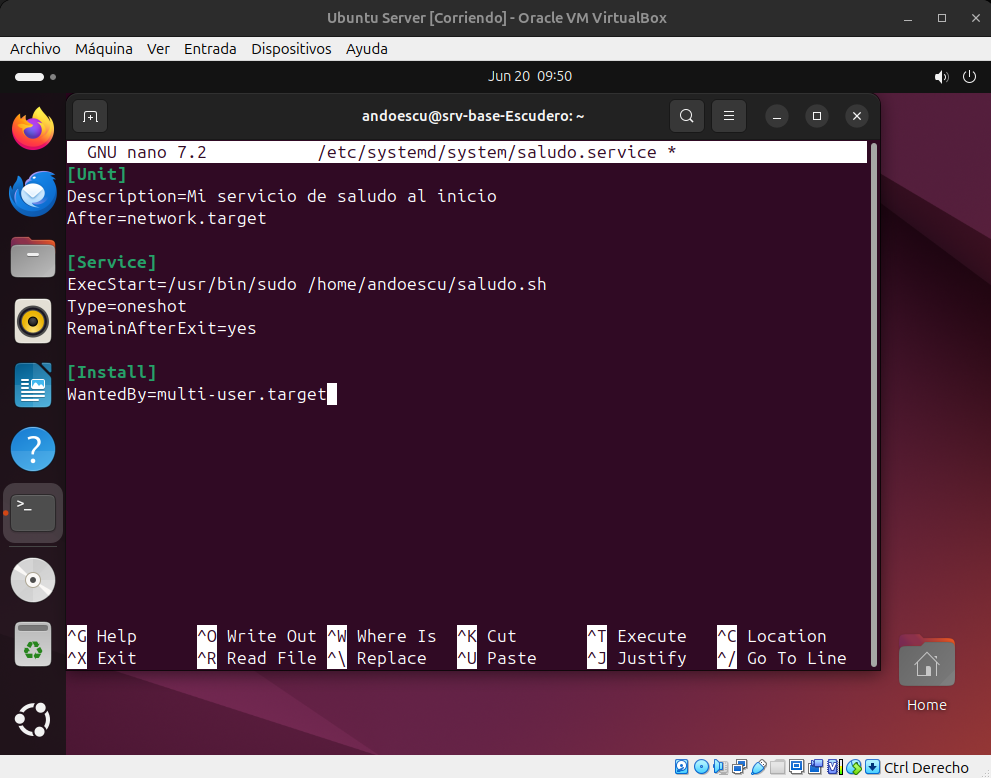 Ubuntu Server [Corriendo] - Oracle VM VirtualBox
Archivo Máquina Ver Entrada Dispositivos Ayuda
Jun 20 09:50
andoescu@srv-base-Escudero: ~
GNU nano 7.2 /etc/systemd/system/saludo.service *
[Unit]
Description=Mi servicio de saludo al inicio
After=network.target
[Service]
ExecStart=/usr/bin/sudo /home/andoescu/saludo.sh
Type=oneshot
RemainAfterExit=yes
[Install]
WantedBy=multi-user.target
^G Help ^O Write Out ^W Where Is ^K Cut ^T Execute ^C Location
^X Exit ^R Read File ^\ Replace ^U Paste ^J Justify ^/ Go To Line
Home
Ctrl Derecho